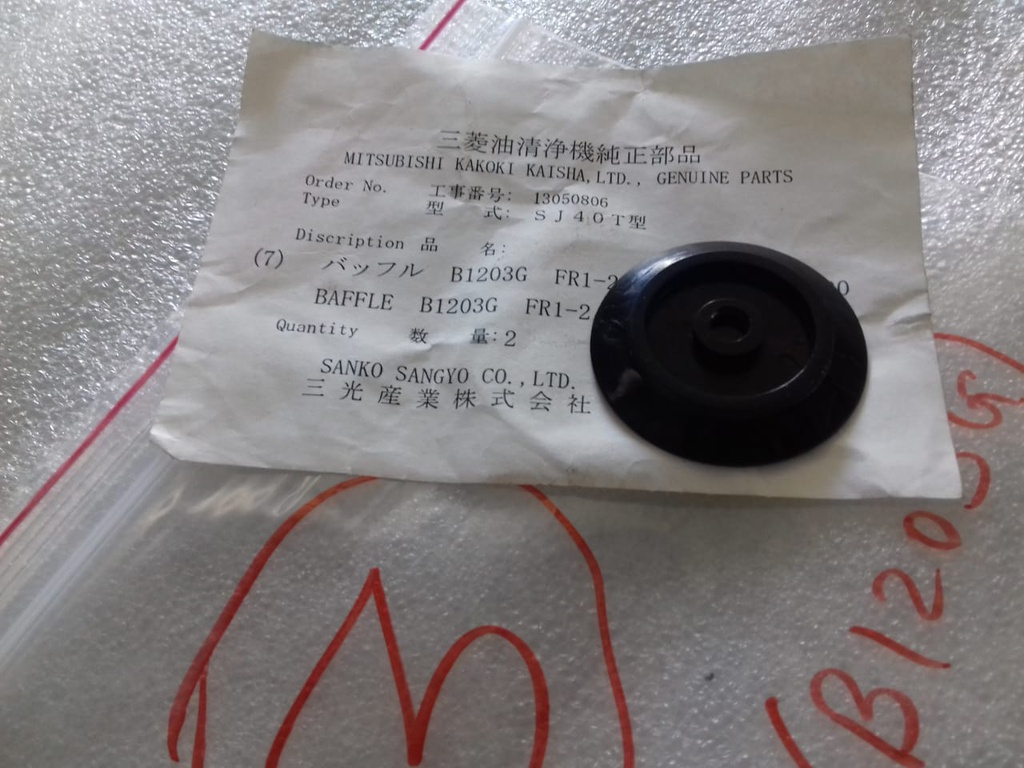 三菱油清浄機純正部品
MITSUBISHI KAKOKI KAISHA,LTD., GENUINE PARTS
Order No. 工事番号: 13050806
Type 型 式: SJ40T型
Discription 品 名:
(7) バッフル B1203G FR1-2
BAFFLE B1203G FR1-2
Quantity 数 量:2
SANKO SANGYO CO.,LTD.
三光産業株式会社
(B1203G)